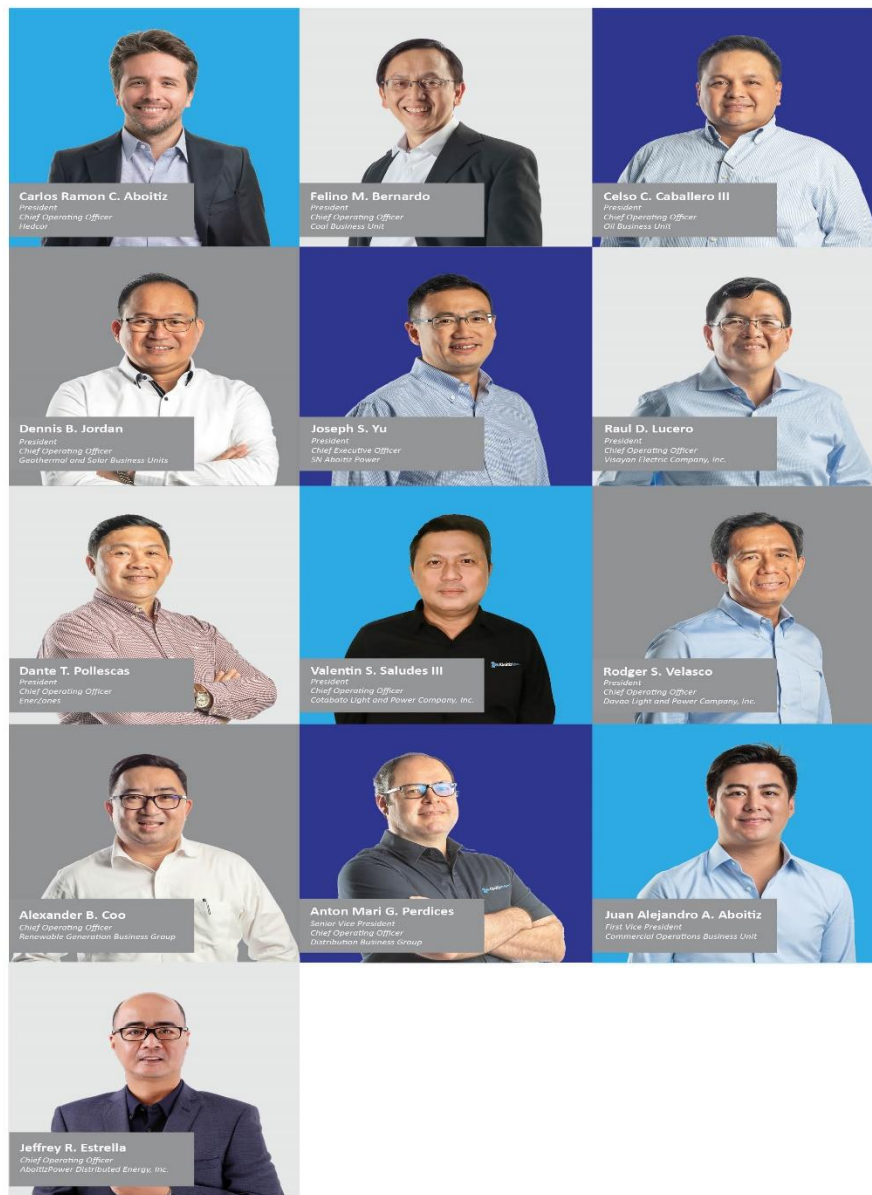 Carlos Ramon C. Aboitiz
President
Chief Operating Officer
Hedcor
Felino M. Bernardo
President
Chief Operating Officer
Coal Business Unit
Celso C. Caballero III
President
Chief Operating Officer
Oil Business Unit
Dennis B. Jordan
President
Chief Operating Officer
Geothermal and Solar Business Units
Joseph S. Yu
President
Chief Executive Officer
SN Aboitiz Power
Raul D. Lucero
President
Chief Operating Officer
Visayan Electric Company, Inc.
Dante T. Pollescas
President
Chief Operating Officer
Enerzones
Valentin S. Saludes III
President
Chief Operating Officer
Cotabato Light and Power Company, Inc.
Rodger S. Velasco
President
Chief Operating Officer
Davao Light and Power Company, Inc.
Alexander B. Coo
Chief Operating Officer
Renewable Generation Business Group
Anton Mari G. Perdices
Senior Vice President
Chief Operating Officer
Distribution Business Group
Juan Alejandro A. Aboitiz
First Vice President
Commercial Operations Business Unit
Jeffrey R. Estrella
Chief Operating Officer
AboitizPower Distributed Energy, Inc.